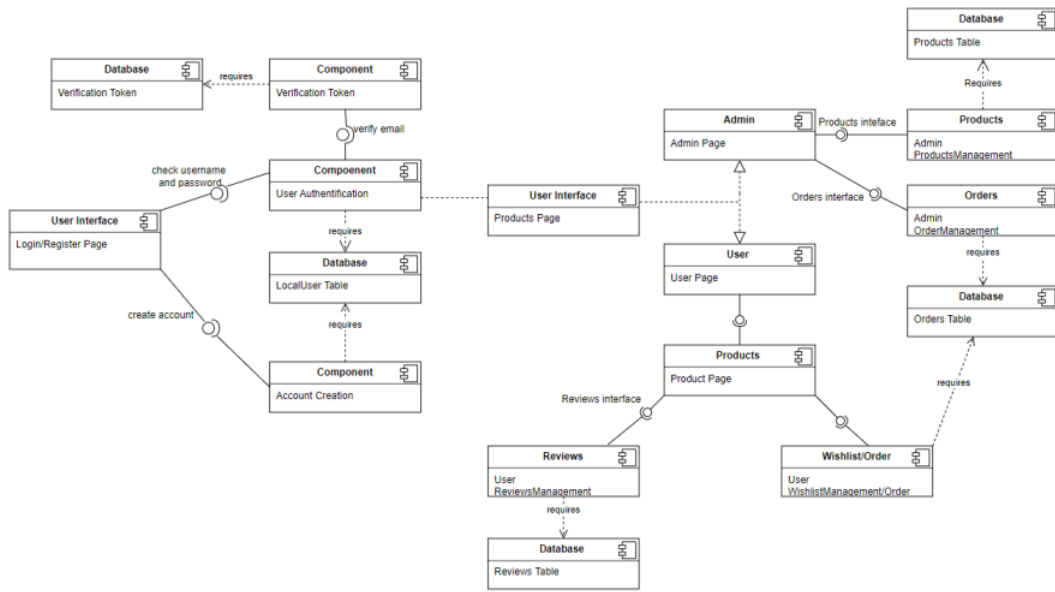 Database
Products Table
Requires
Database
Verification Token
requires
Component
Verification Token
verify email
Admin
Admin Page
Products inteface
Products
Admin
ProductsManagement
check username
and password
Compoenent
User Authentification
User Interface
Products Page
Orders interface
Orders
Admin
OrderManagement
requires
User Interface
Login/Register Page
requires
Database
LocalUser Table
requires
User
User Page
Database
Orders Table
requires
create account
Component
Account Creation
Products
Product Page
Reviews interface
Reviews
User
ReviewsManagement
requires
Wishlist/Order
User
WishlistManagement/Order
Database
Reviews Table